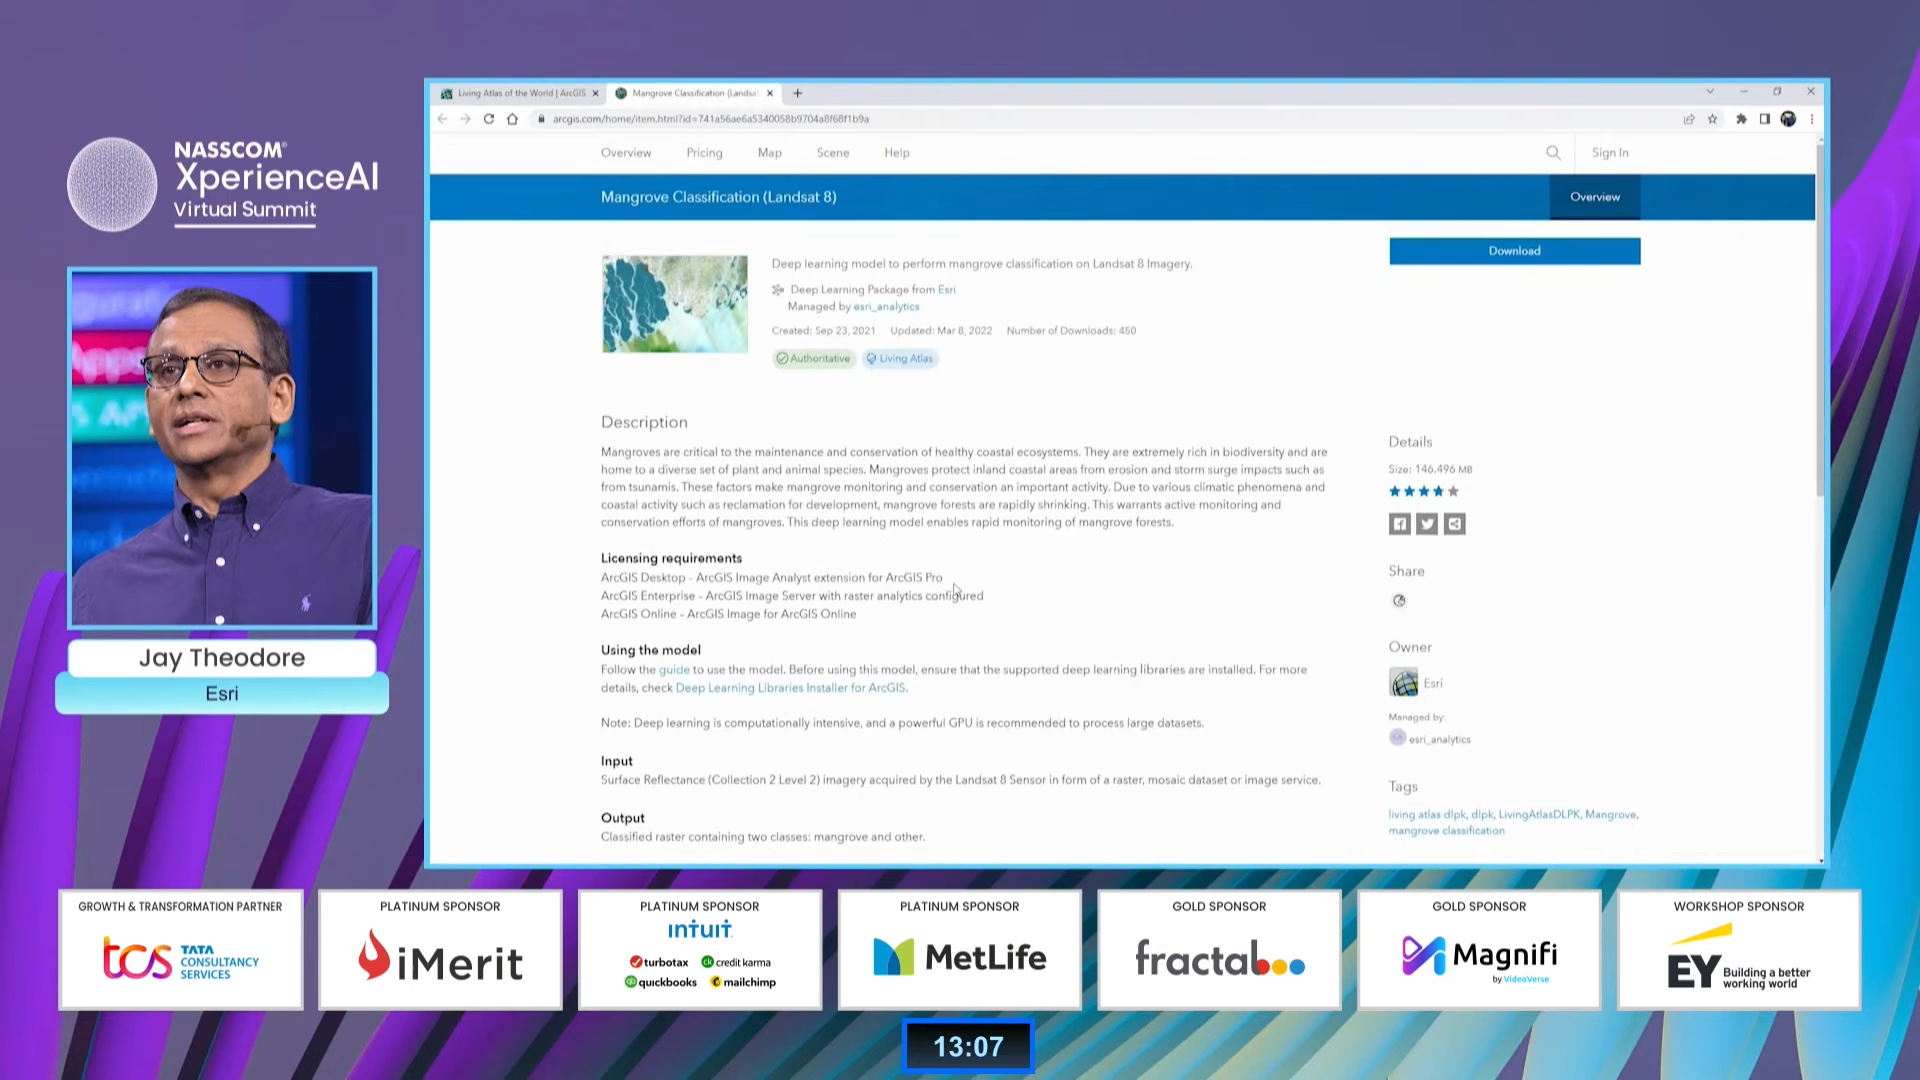 NASSCOM®
XperienceAI
Virtual Summit
Jay Theodore
Esri
Living Atlas of the World | ArcGIS
Mangrove Classification (Landsat
arcgis.com/home/item.html?id=741a56ae6a5340058b9704a8f68f1b9a
Overview Pricing Map Scene Help Sign In
Mangrove Classification (Landsat 8) Overview
Download
Deep learning model to perform mangrove classification on Landsat 8 Imagery.
Deep Learning Package from Esri
Managed by esri_analytics
Created: Sep 23, 2021 Updated: Mar 8, 2022 Number of Downloads: 450
Authoritative Living Atlas
Description
Mangroves are critical to the maintenance and conservation of healthy coastal ecosystems. They are extremely rich in biodiversity and are
home to a diverse set of plant and animal species. Mangroves protect inland coastal areas from erosion and storm surge impacts such as
from tsunamis. These factors make mangrove monitoring and conservation an important activity. Due to various climatic phenomena and
coastal activity such as reclamation for development, mangrove forests are rapidly shrinking. This warrants active monitoring and
conservation efforts of mangroves. This deep learning model enables rapid monitoring of mangrove forests.
Licensing requirements
ArcGIS Desktop - ArcGIS Image Analyst extension for ArcGIS Pro
ArcGIS Enterprise - ArcGIS Image Server with raster analytics configured
ArcGIS Online - ArcGIS Image for ArcGIS Online
Using the model
Follow the guide to use the model. Before using this model, ensure that the supported deep learning libraries are installed. For more
details, check Deep Learning Libraries Installer for ArcGIS.
Note: Deep learning is computationally intensive, and a powerful GPU is recommended to process large datasets.
Input
Surface Reflectance (Collection 2 Level 2) imagery acquired by the Landsat 8 Sensor in form of a raster, mosaic dataset or image service.
Output
Classified raster containing two classes: mangrove and other.
Details
Size: 146.496 MB
Share
Owner
Esri
Managed by:
esri_analytics
Tags
living atlas dlpk, dlpk, LivingAtlasDLPK, Mangrove,
mangrove classification
GROWTH & TRANSFORMATION PARTNER
tcs TATA
CONSULTANCY
SERVICES
PLATINUM SPONSOR
iMerit
PLATINUM SPONSOR
INTUIT
turbotax credit karma
quickbooks mailchimp
PLATINUM SPONSOR
MetLife
GOLD SPONSOR
fractal
GOLD SPONSOR
Magnifi
by VideoVerse
WORKSHOP SPONSOR
EY Building a better
working world
13:07